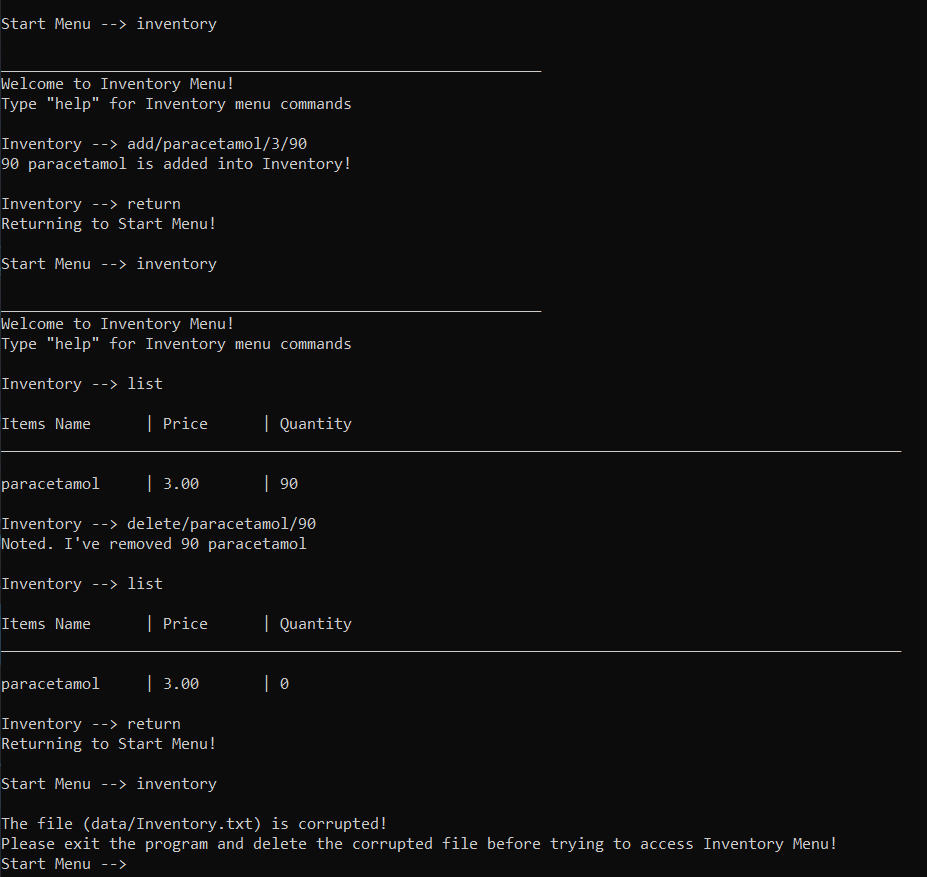 Start Menu --> inventory
Welcome to Inventory Menu!
Type "help" for Inventory menu commands
Inventory --> add/paracetamol/3/90
90 paracetamol is added into Inventory!
Inventory --> return
Returning to Start Menu!
Start Menu --> inventory
Welcome to Inventory Menu!
Type "help" for Inventory menu commands
Inventory --> list
Items Name | Price | Quantity
paracetamol | 3.00 | 90
Inventory --> delete/paracetamol/90
Noted. I've removed 90 paracetamol
Inventory --> list
Items Name | Price | Quantity
paracetamol | 3.00 | 0
Inventory --> return
Returning to Start Menu!
Start Menu --> inventory
The file (data/Inventory.txt) is corrupted!
Please exit the program and delete the corrupted file before trying to access Inventory Menu!
Start Menu -->